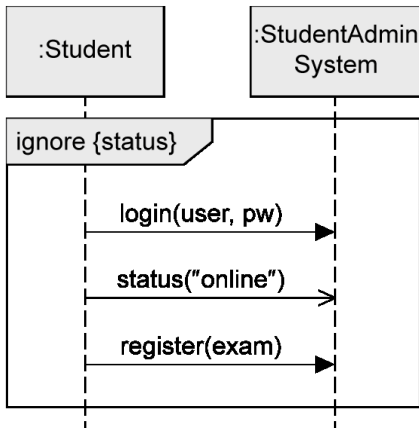 :Student
:StudentAdmin
System
ignore {status}
login(user, pw)
status("online")
register(exam)